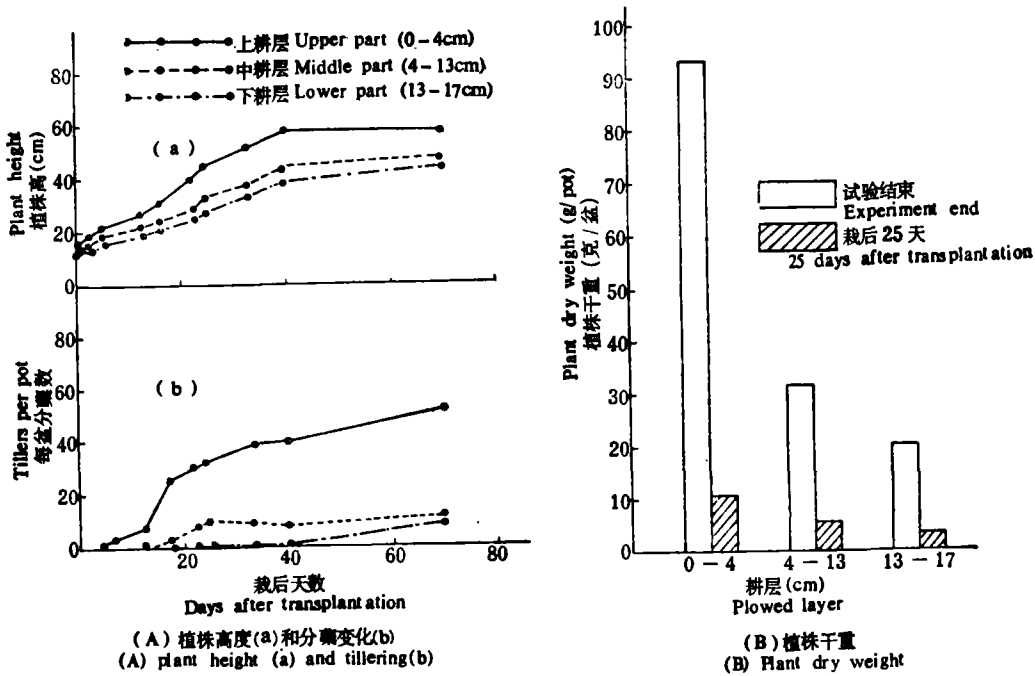 上耕层 Upper part (0-4cm)
中耕层 Middle part (4-13cm)
下耕层 Lower part (13-17cm)
Plant height
植株高(cm)
80
60
40
20
0
(a)
Tillers per pot
每盆分蘖数
80
60
40
20
0
(b)
20
40
60
80
栽后天数
Days after transplantation
(A) 植株高度(a)和分蘖变化(b)
(A) plant height (a) and tillering(b)
Plant dry weight (g/pot)
植株干重 (克/盆)
100
90
80
70
60
50
40
30
20
10
0
试验结束
Experiment end
栽后25天
25 days after transplantation
0-4
4-13
13-17
耕层(cm)
Plowed layer
(B)植株干重
(B) Plant dry weight